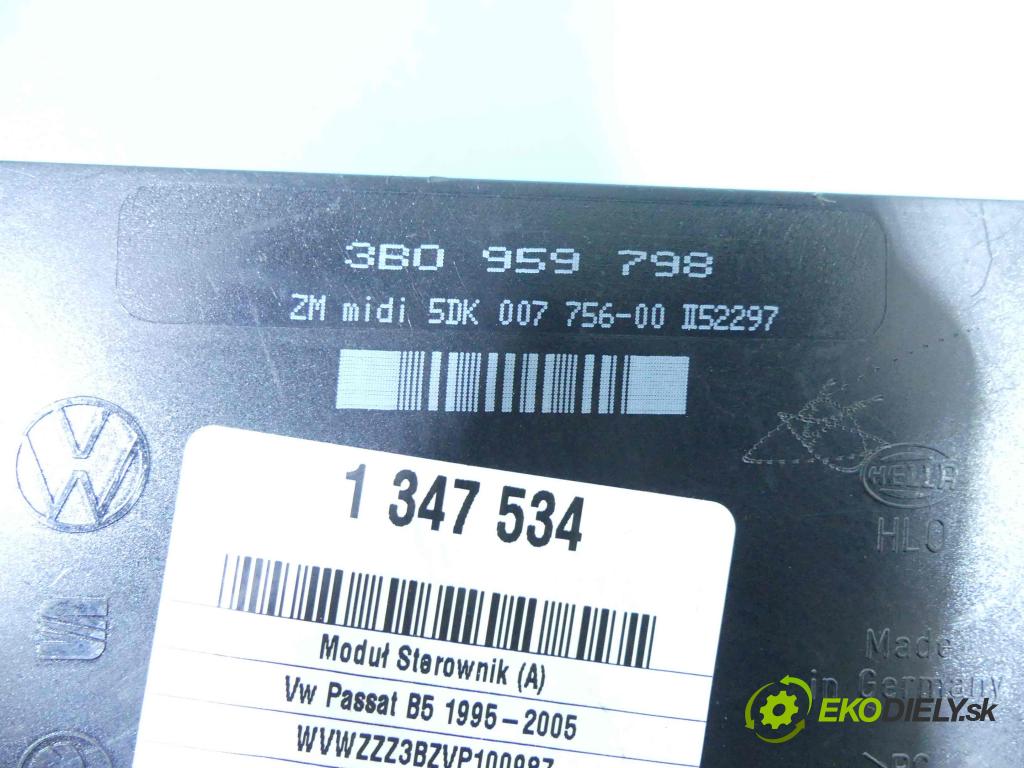 3B0 959 798
ZM midi 5DK 007 756-00 II52297
HELLA
HLO
1 347 534
Moduł Sterownik (A)
Vw Passat B5 1995-2005
WVWZZZ3BZVP100987
Made
in Germany
EKODIELY.sk